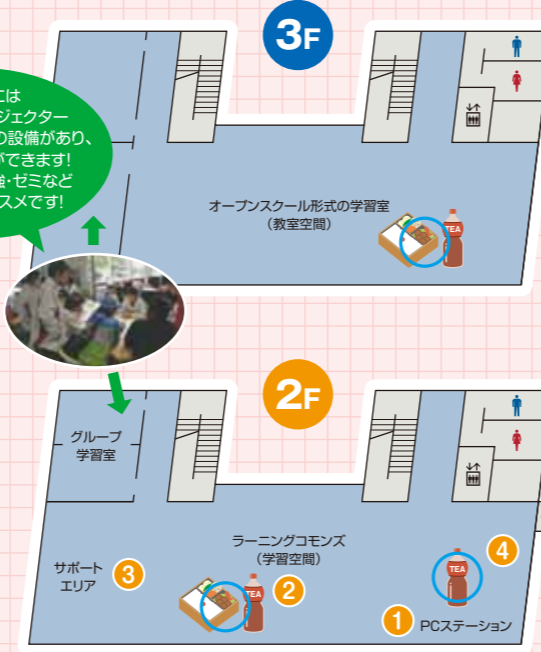 3F
には
ジェクター
の設備があり、
ができます!
強・ゼミなど
スメです!
オープンスクール形式の学習室
（教室空間）
TEA
2F
グループ
学習室
ラーニングコモンズ
（学習空間）
サポート
エリア
3
TEA
2
TEA
4
1
PCステーション